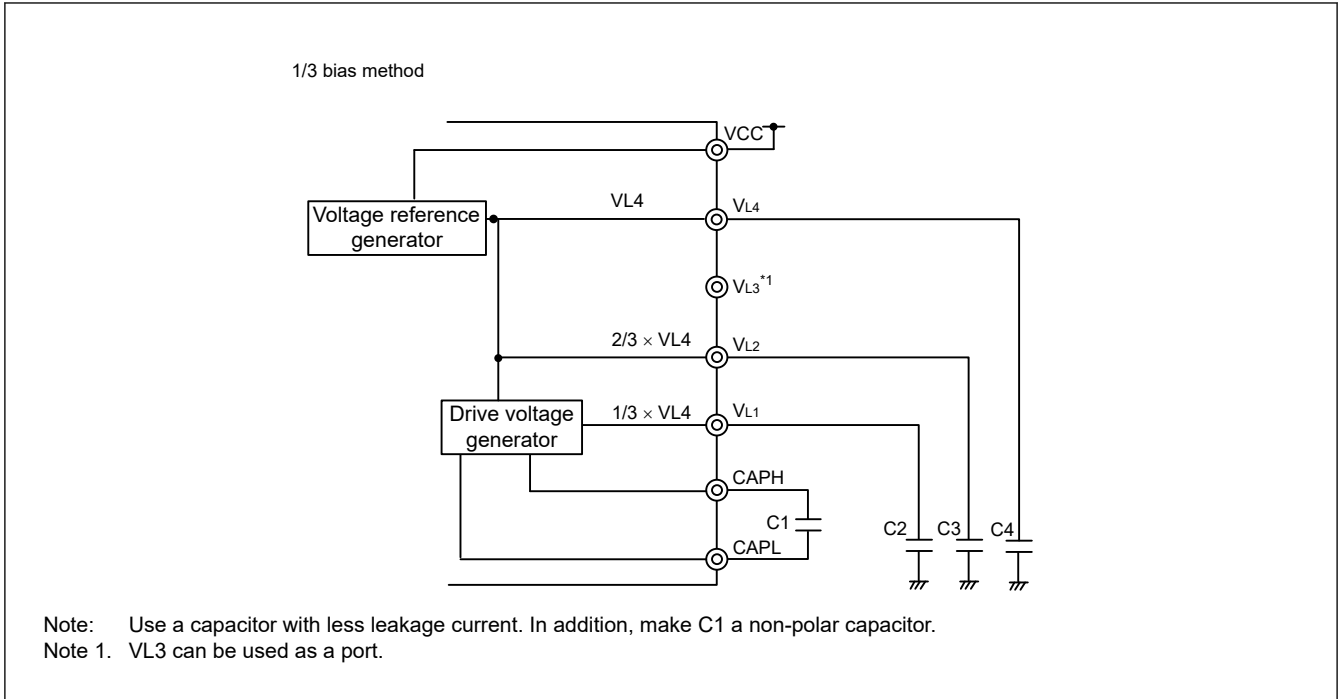 1/3 bias method
VCC
Voltage reference
generator
VL4
VL4
VL3*1
2/3 × VL4
VL2
Drive voltage
generator
1/3 × VL4
VL1
CAPH
C1
CAPL
C2
C3
C4
Note: Use a capacitor with less leakage current. In addition, make C1 a non-polar capacitor.
Note 1. VL3 can be used as a port.